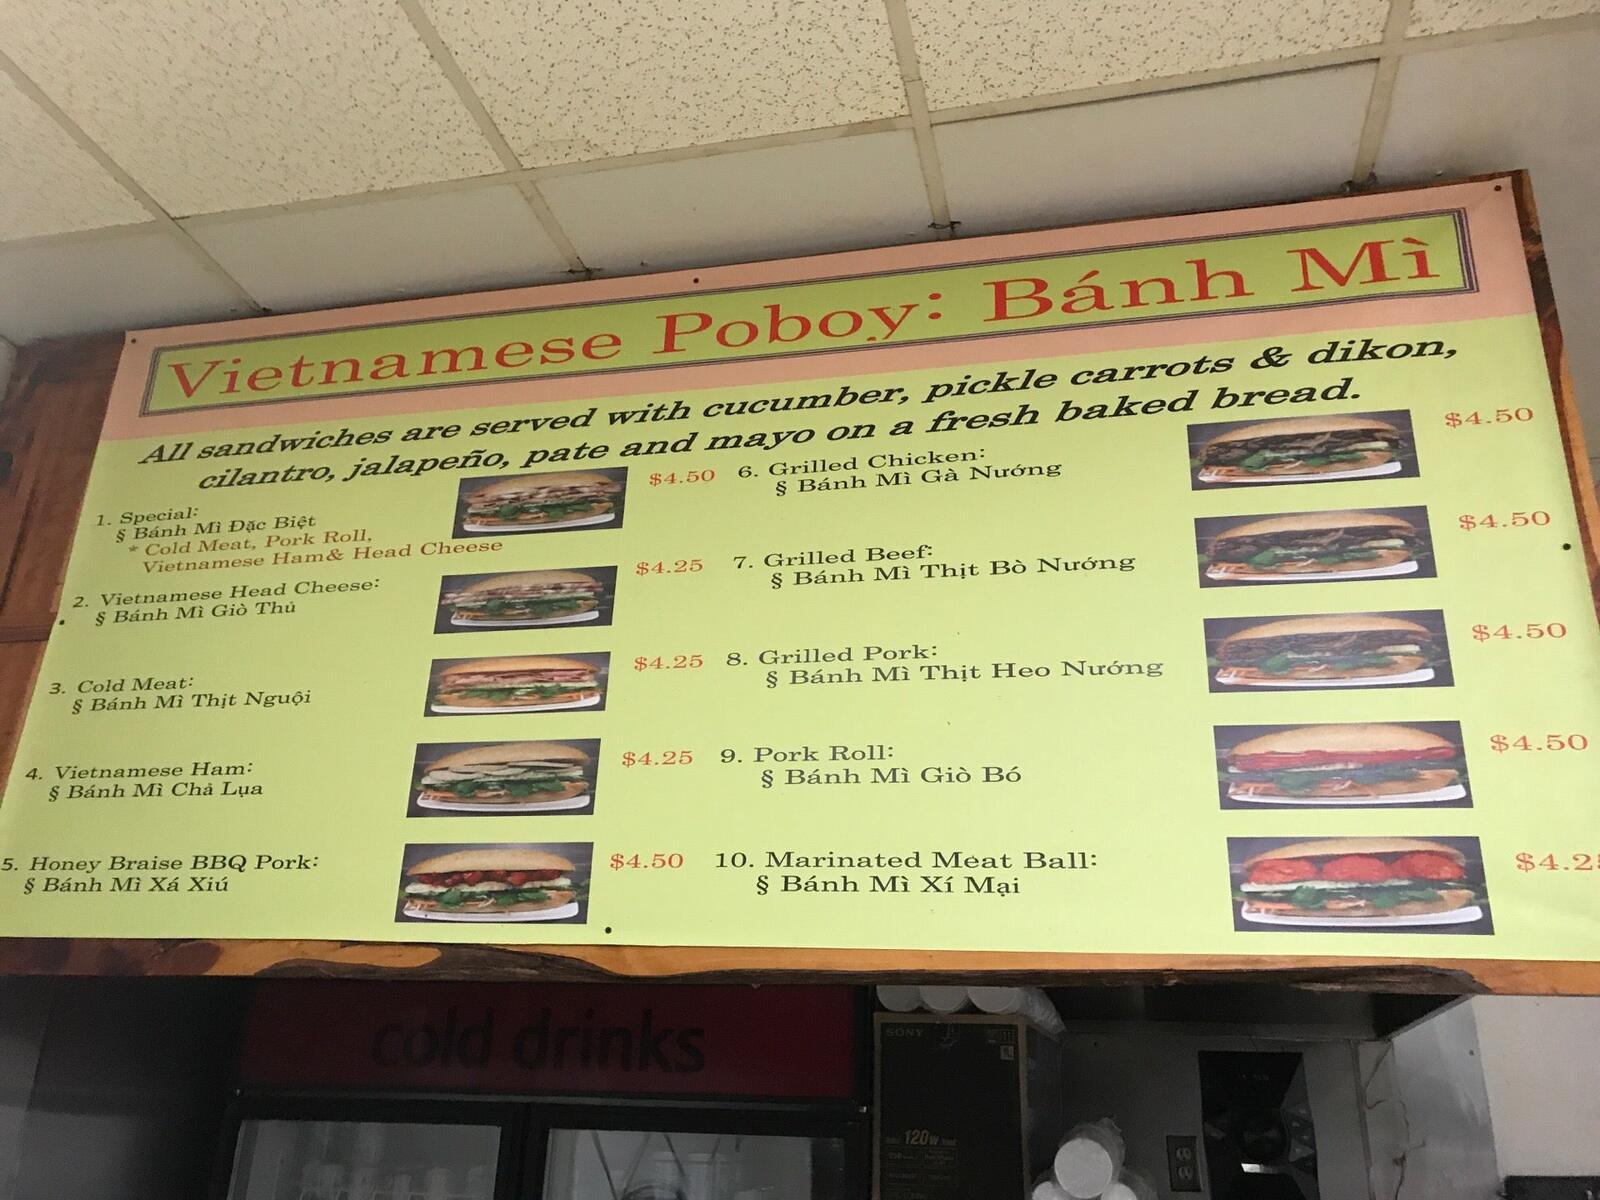 Vietnamese Poboy: Bánh Mì
All sandwiches are served with cucumber, pickle carrots & dikon,
cilantro, jalapeño, pate and mayo on a fresh baked bread.
1. Special:
§ Bánh Mì Đặc Biệt
* Cold Meat, Pork Roll,
Vietnamese Ham& Head Cheese
$4.50
2. Vietnamese Head Cheese:
§ Bánh Mì Giò Thủ
$4.25
3. Cold Meat:
§ Bánh Mì Thịt Nguội
$4.25
4. Vietnamese Ham:
§ Bánh Mì Chả Lụa
$4.25
5. Honey Braise BBQ Pork:
§ Bánh Mì Xá Xiú
$4.50
6. Grilled Chicken:
§ Bánh Mì Gà Nướng
$4.50
7. Grilled Beef:
§ Bánh Mì Thịt Bò Nướng
$4.50
8. Grilled Pork:
§ Bánh Mì Thịt Heo Nướng
$4.50
9. Pork Roll:
§ Bánh Mì Giò Bó
$4.50
10. Marinated Meat Ball:
§ Bánh Mì Xí Mại
$4.2
cold drinks
SONY
120w